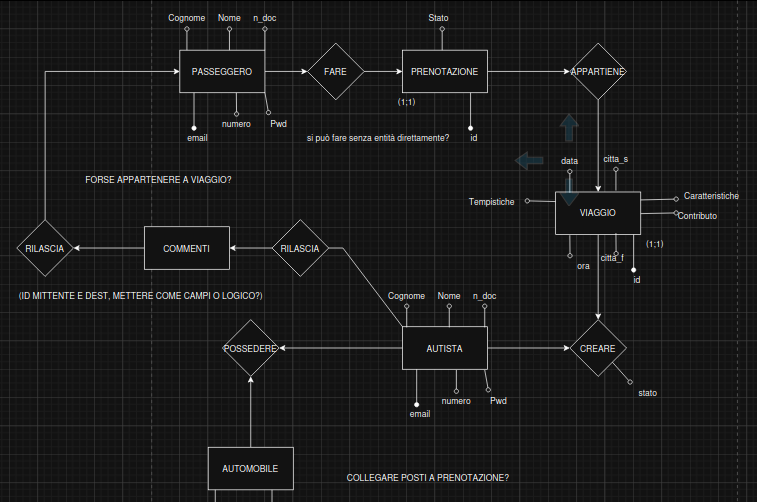 Cognome Nome n_doc Stato
PASSEGGERO FARE PRENOTAZIONE APPARTIENE
(1;1)
email numero Pwd si può fare senza entità direttamente? id
data citta_s
FORSE APPARTENERE A VIAGGIO?
Tempistiche VIAGGIO Caratteristiche
Contributo
RILASCIA COMMENTI RILASCIA (1;1)
ora citta_f
id
(ID MITTENTE E DEST, METTERE COME CAMPI O LOGICO?)
Cognome Nome n_doc
POSSEDERE AUTISTA CREARE
stato
email numero Pwd
AUTOMOBILE
COLLEGARE POSTI A PRENOTAZIONE?